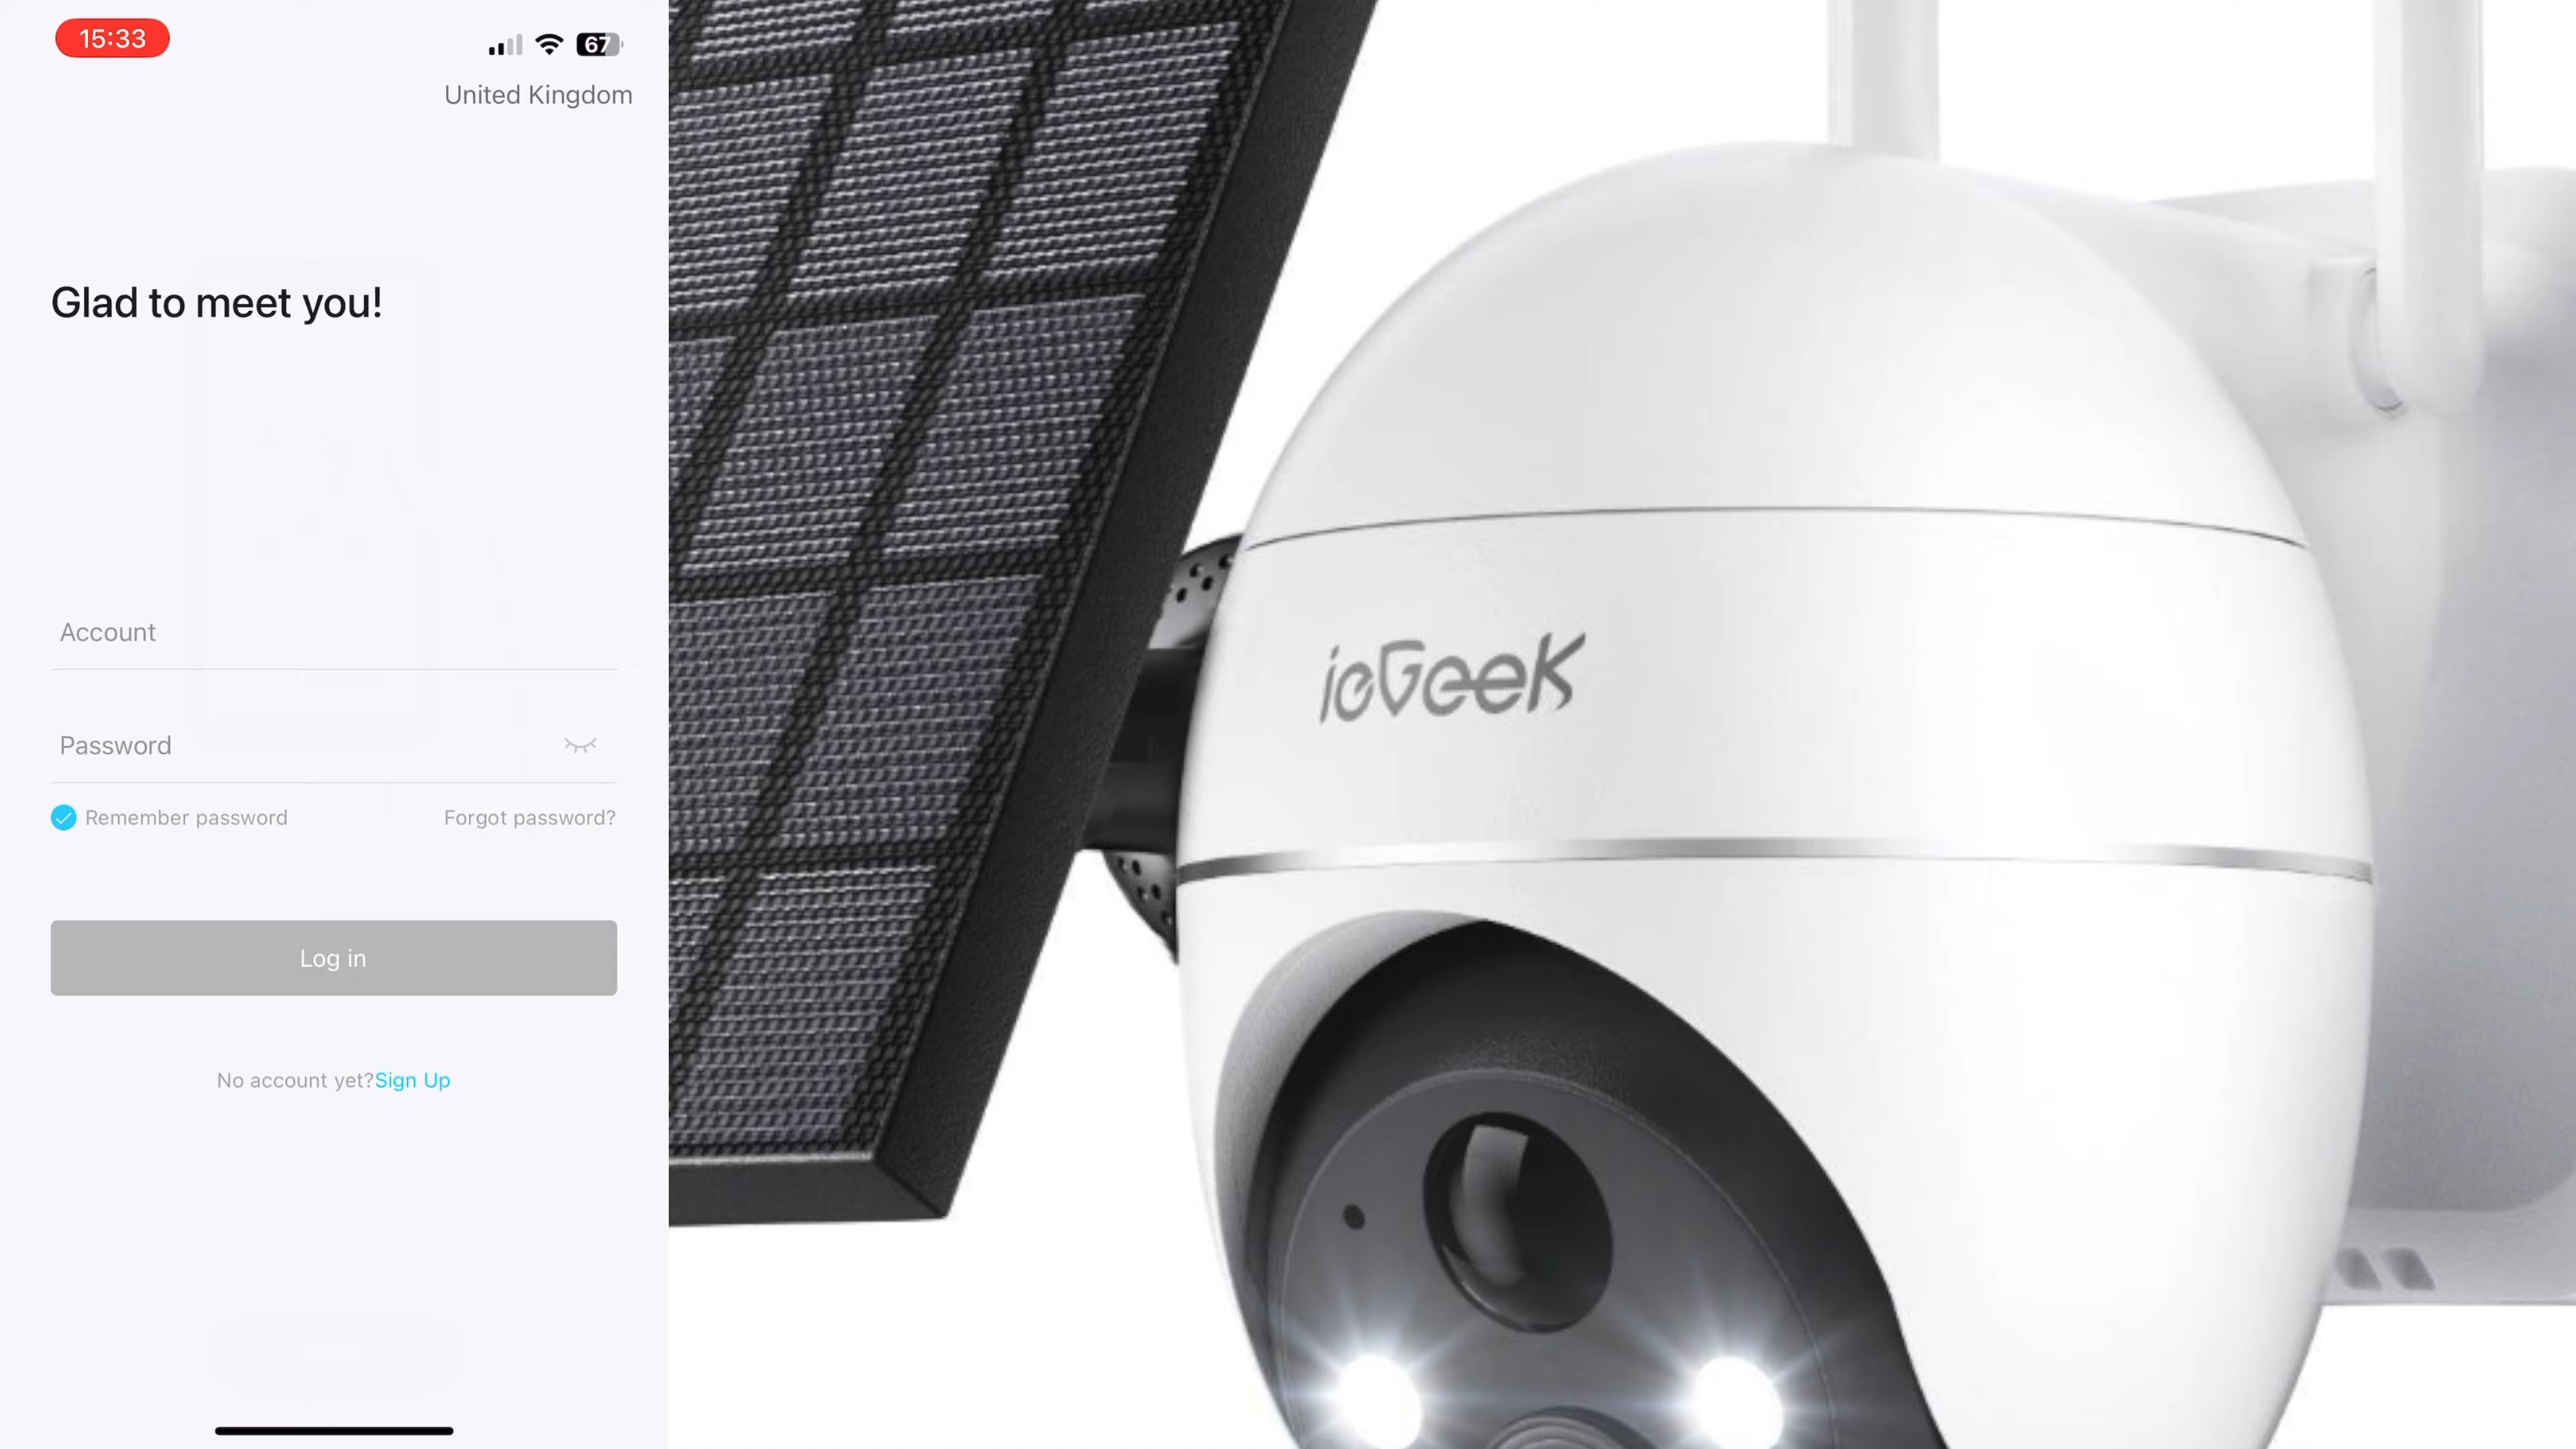 15:33
67
United Kingdom
Glad to meet you!
Account
Password
Remember password
Forgot password?
Log in
No account yet?Sign Up
ieGeek